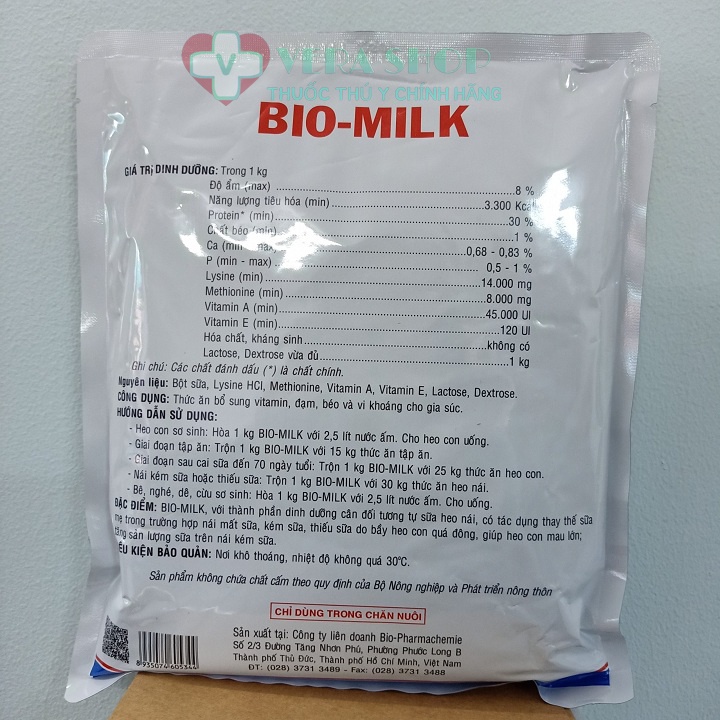 VERA SHOP
THUỐC THÚ Y CHÍNH HÃNG
BIO-MILK
GIÁ TRỊ DINH DƯỠNG: Trong 1 kg
Độ ẩm (max) ........ 8 %
Năng lượng tiêu hóa (min) ........ 3.300 Kcal
Protein* (min) ........ 30 %
Chất béo (min) ........ 1 %
Ca (min - max) ........ 0,68 - 0,83 %
P (min - max) ........ 0,5 - 1 %
Lysine (min) ........ 14.000 mg
Methionine (min) ........ 8.000 mg
Vitamin A (min) ........ 45.000 UI
Vitamin E (min) ........ 120 UI
Hóa chất, kháng sinh ........ không có
Lactose, Dextrose vừa đủ ........ 1 kg
Ghi chú: Các chất đánh dấu (*) là chất chính.
Nguyên liệu: Bột sữa, Lysine HCl, Methionine, Vitamin A, Vitamin E, Lactose, Dextrose.
CÔNG DỤNG: Thức ăn bổ sung vitamin, đạm, béo và vi khoáng cho gia súc.
HƯỚNG DẪN SỬ DỤNG:
- Heo con sơ sinh: Hòa 1 kg BIO-MILK với 2,5 lít nước ấm. Cho heo con uống.
- Giai đoạn tập ăn: Trộn 1 kg BIO-MILK với 15 kg thức ăn tập ăn.
- Giai đoạn sau cai sữa đến 70 ngày tuổi: Trộn 1 kg BIO-MILK với 25 kg thức ăn heo con.
- Nái kém sữa hoặc thiếu sữa: Trộn 1 kg BIO-MILK với 30 kg thức ăn heo nái.
- Bê, nghé, dê, cừu sơ sinh: Hòa 1 kg BIO-MILK với 2,5 lít nước ấm. Cho uống.
ĐẶC ĐIỂM: BIO-MILK, với thành phần dinh dưỡng cân đối tương tự sữa heo nái, có tác dụng thay thế sữa
mẹ trong trường hợp nái mất sữa, kém sữa, thiếu sữa do bầy heo con quá đông, giúp heo con mau lớn;
tăng sản lượng sữa trên nái kém sữa.
ĐIỀU KIỆN BẢO QUẢN: Nơi khô thoáng, nhiệt độ không quá 30ºC.
Sản phẩm không chứa chất cấm theo quy định của Bộ Nông nghiệp và Phát triển nông thôn
CHỈ DÙNG TRONG CHĂN NUÔI
Sản xuất tại: Công ty liên doanh Bio-Pharmachemie
Số 2/3 Đường Tăng Nhơn Phú, Phường Phước Long B
Thành phố Thủ Đức, Thành phố Hồ Chí Minh, Việt Nam
ĐT: (028) 3731 3489 - Fax: (028) 3731 3488
8 935074 605344